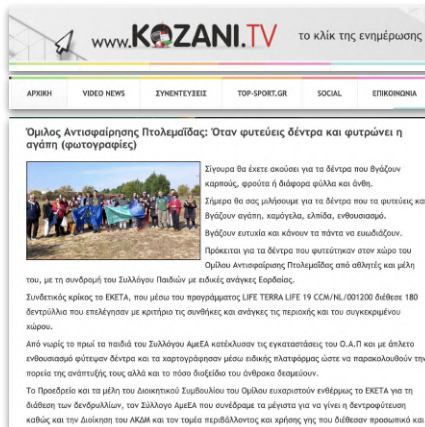 www.KOZANI.TV
το κλίκ της ενημέρωσης
ΑΡΧΙΚΗ VIDEO NEWS ΣΥΝΕΝΤΕΥΞΕΙΣ TOP-SPORT.GR SOCIAL ΕΠΙΚΟΙΝΩΝΙΑ
Όμιλος Αντισφαίρησης Πτολεμαΐδας: Όταν φυτεύεις δέντρα και φυτρώνει η
αγάπη (φωτογραφίες)
Σίγουρα θα έχετε ακούσει για τα δέντρα που βγάζουν
καρπούς, φρούτα ή διάφορα φύλλα και άνθη.
Σήμερα θα σας μιλήσουμε για τα δέντρα που τα φυτεύεις και
βγάζουν αγάπη, χαμόγελα, ελπίδα, ενθουσιασμό.
Βγάζουν ευτυχία και κάνουν τα πάντα να ευωδιάζουν.
Πρόκειται για τα δέντρα που φυτεύτηκαν στον χώρο του
Ομίλου Αντισφαίρισης Πτολεμαΐδας από αθλητές και μέλη
του, με τη συνδρομή του Συλλόγου Παιδιών με ειδικές ανάγκες Εορδαίας.
Συνδετικός κρίκος το ΕΚΕΤΑ, που μέσω του προγράμματος LIFE TERRA LIFE 19 CCM/NL/001200 διέθεσε 180
δεντρύλλια που επελέγησαν με κριτήριο τις συνθήκες και ανάγκες τις περιοχής και του συγκεκριμένου
χώρου.
Από νωρίς το πρωί τα παιδιά του Συλλόγου ΑμεΕΑ κατέκλυσαν τις εγκαταστάσεις του Ο.Α.Π και με άπλετο
ενθουσιασμό φύτεψαν δέντρα και τα χαρτογράφησαν μέσω ειδικής πλατφόρμας ώστε να παρακολουθούν την
πορεία της ανάπτυξής τους αλλά και το πόσο διοξείδιο του άνθρακα δεσμεύουν.
Το Προεδρείο και τα μέλη του Διοικητικού Συμβουλίου του Ομίλου ευχαριστούν ενθέρμως το ΕΚΕΤΑ για τη
διάθεση των δενδρυλλίων, τον Σύλλογο ΑμεΕΑ που συνέδραμε τα μέγιστα για να γίνει η δεντροφύτευση
καθώς και την Διοίκηση του ΛΚΔΜ και τον τομέα περιβάλλοντος και χρήσης γης που διέθεσαν προσωπικό και